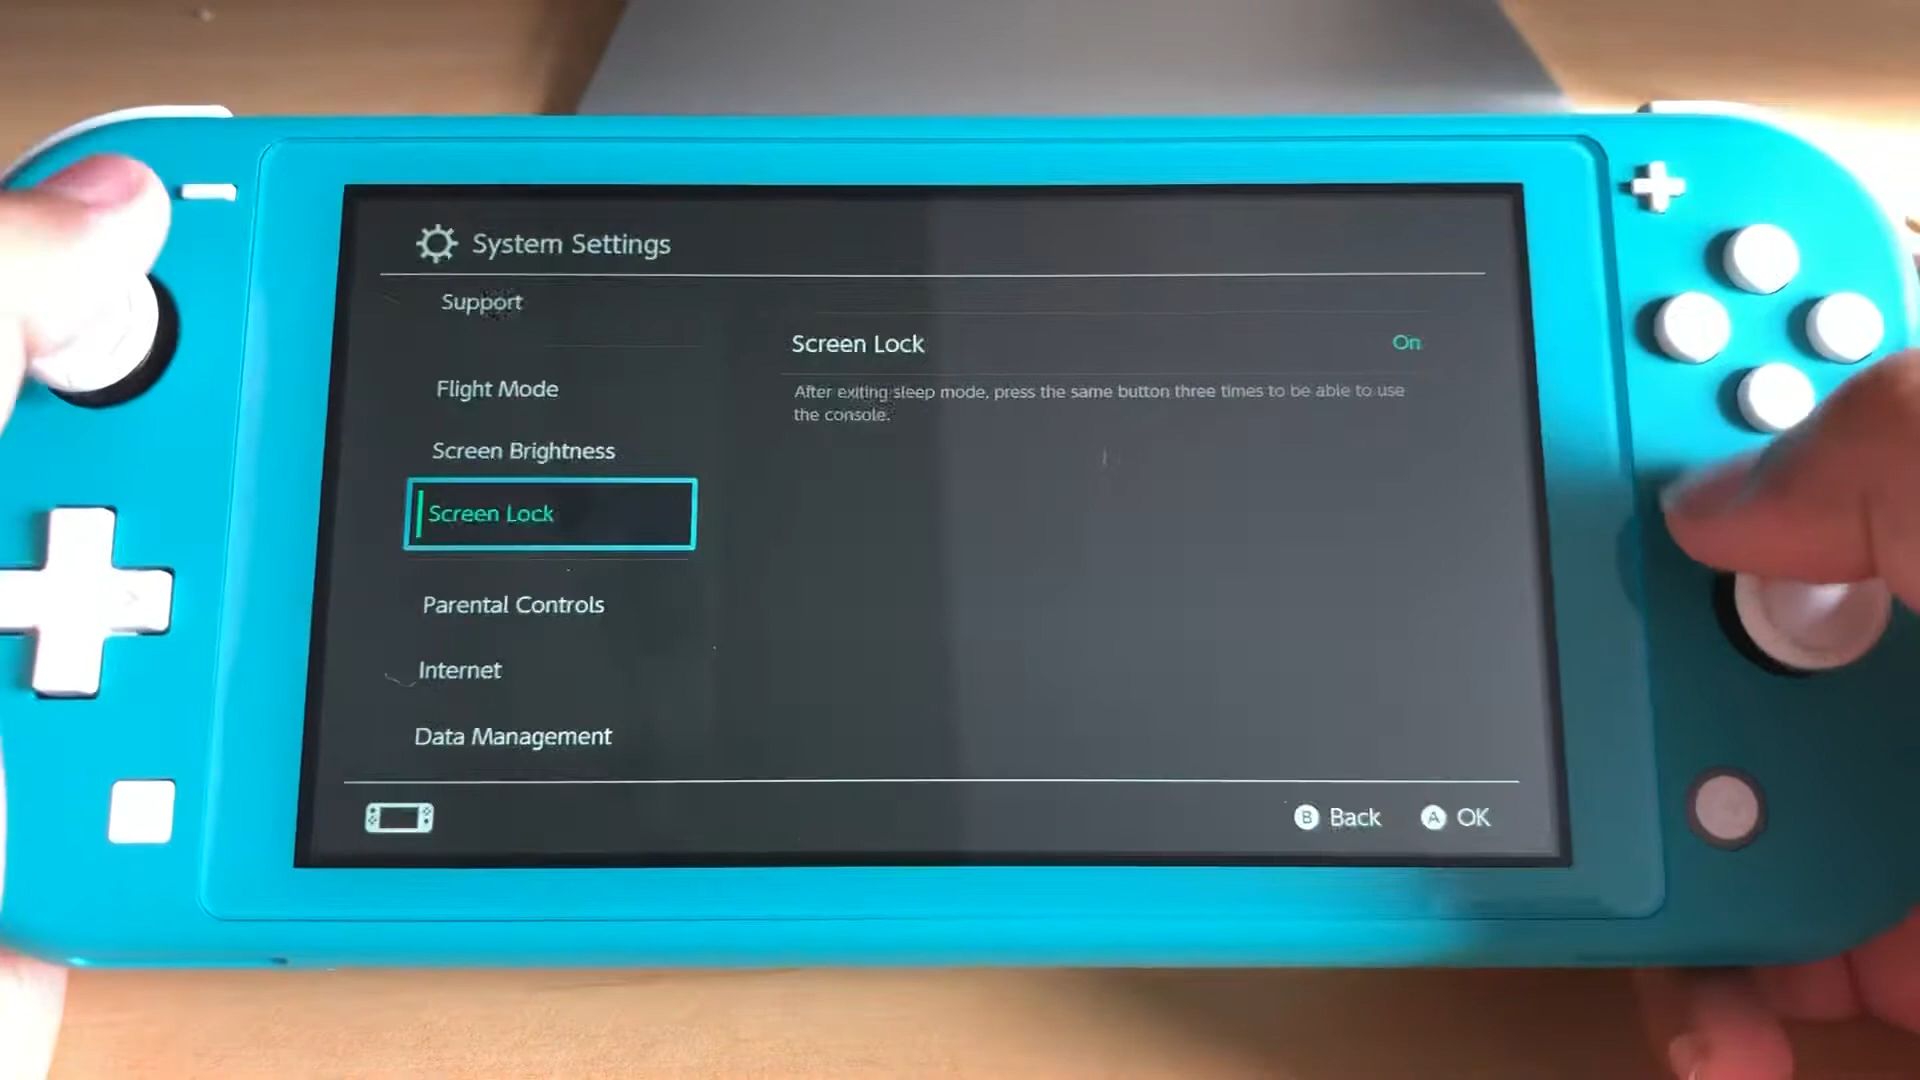 System Settings
Support
Flight Mode
Screen Brightness
Screen Lock
Parental Controls
Internet
Data Management
Screen Lock On
After exiting sleep mode, press the same button three times to be able to use
the console.
B Back A OK